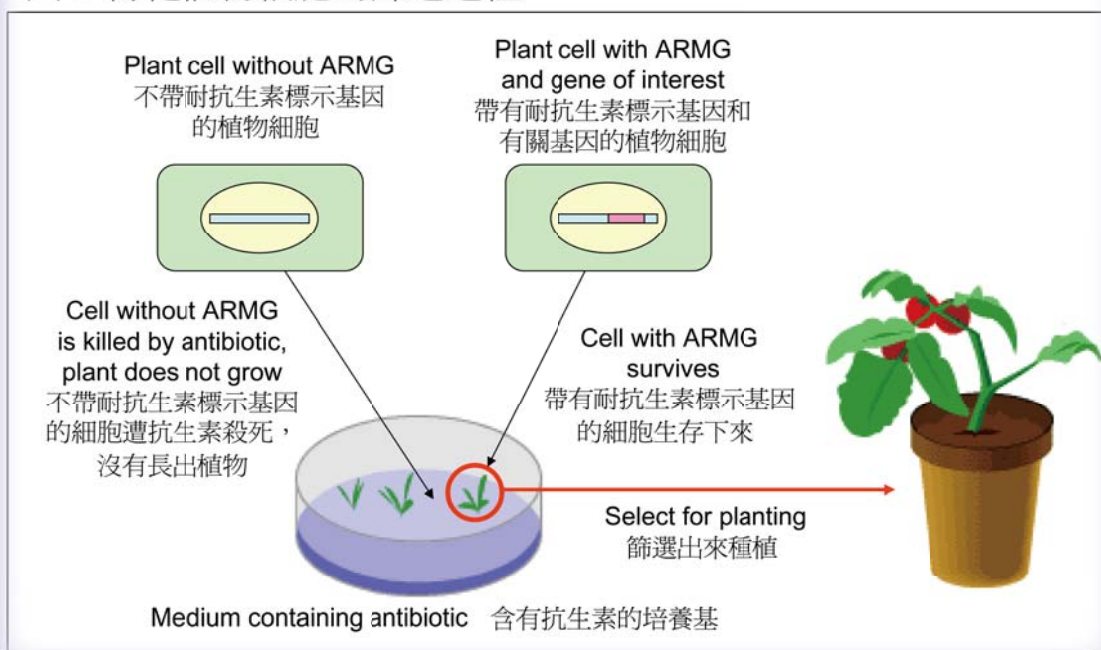 Plant cell without ARMG
不帶耐抗生素標示基因
的植物細胞
Plant cell with ARMG
and gene of interest
帶有耐抗生素標示基因和
有關基因的植物細胞
Cell without ARMG
is killed by antibiotic,
plant does not grow
不帶耐抗生素標示基因
的細胞遭抗生素殺死，
沒有長出植物
Cell with ARMG
survives
帶有耐抗生素標示基因
的細胞生存下來
Select for planting
篩選出來種植
Medium containing antibiotic 含有抗生素的培養基